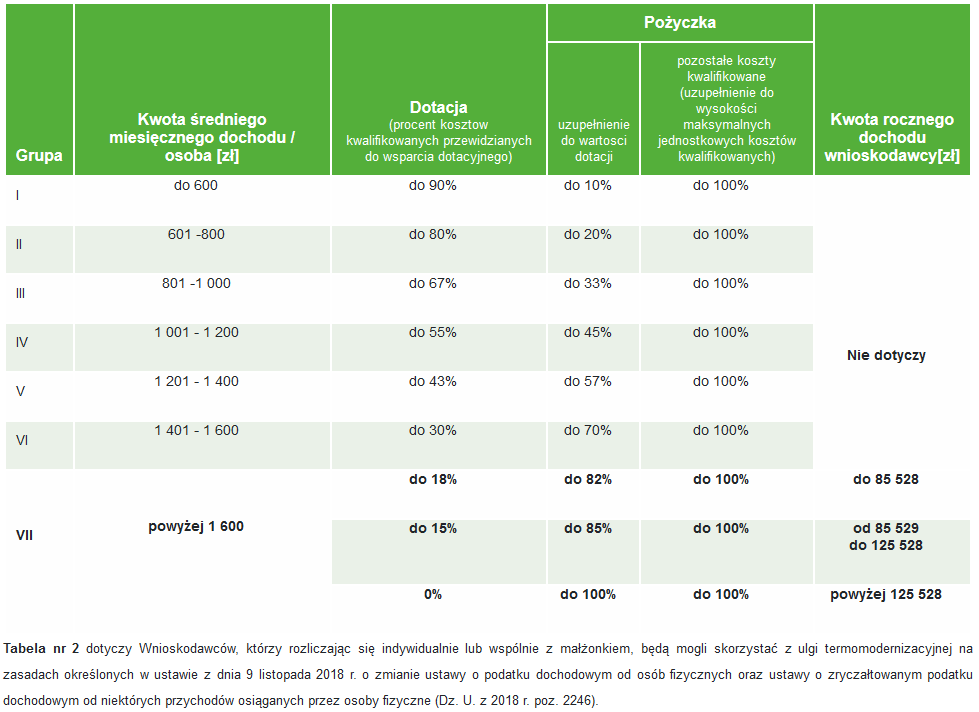 Grupa
Kwota średniego
miesięcznego dochodu /
osoba [zł]
Dotacja
(procent kosztow
kwalifikowanych przewidzianych
do wsparcia dotacyjnego)
Pożyczka
uzupełnienie
do wartosci
dotacji
pozostałe koszty
kwalifikowane
(uzupełnienie do
wysokości
maksymalnych
jednostkowych kosztów
kwalifikowanych)
Kwota rocznego
dochodu
wnioskodawcy[zł]
I do 600 do 90% do 10% do 100%
II 601 -800 do 80% do 20% do 100%
III 801 -1 000 do 67% do 33% do 100%
IV 1 001 - 1 200 do 55% do 45% do 100%
Nie dotyczy
V 1 201 - 1 400 do 43% do 57% do 100%
VI 1 401 - 1 600 do 30% do 70% do 100%
VII powyżej 1 600
do 18% do 82% do 100% do 85 528
do 15% do 85% do 100% od 85 529
do 125 528
0% do 100% do 100% powyżej 125 528
Tabela nr 2 dotyczy Wnioskodawców, którzy rozliczając się indywidualnie lub wspólnie z małżonkiem, będą mogli skorzystać z ulgi termomodernizacyjnej na
zasadach określonych w ustawie z dnia 9 listopada 2018 r. o zmianie ustawy o podatku dochodowym od osób fizycznych oraz ustawy o zryczałtowanym podatku
dochodowym od niektórych przychodów osiąganych przez osoby fizyczne (Dz. U. z 2018 r. poz. 2246).